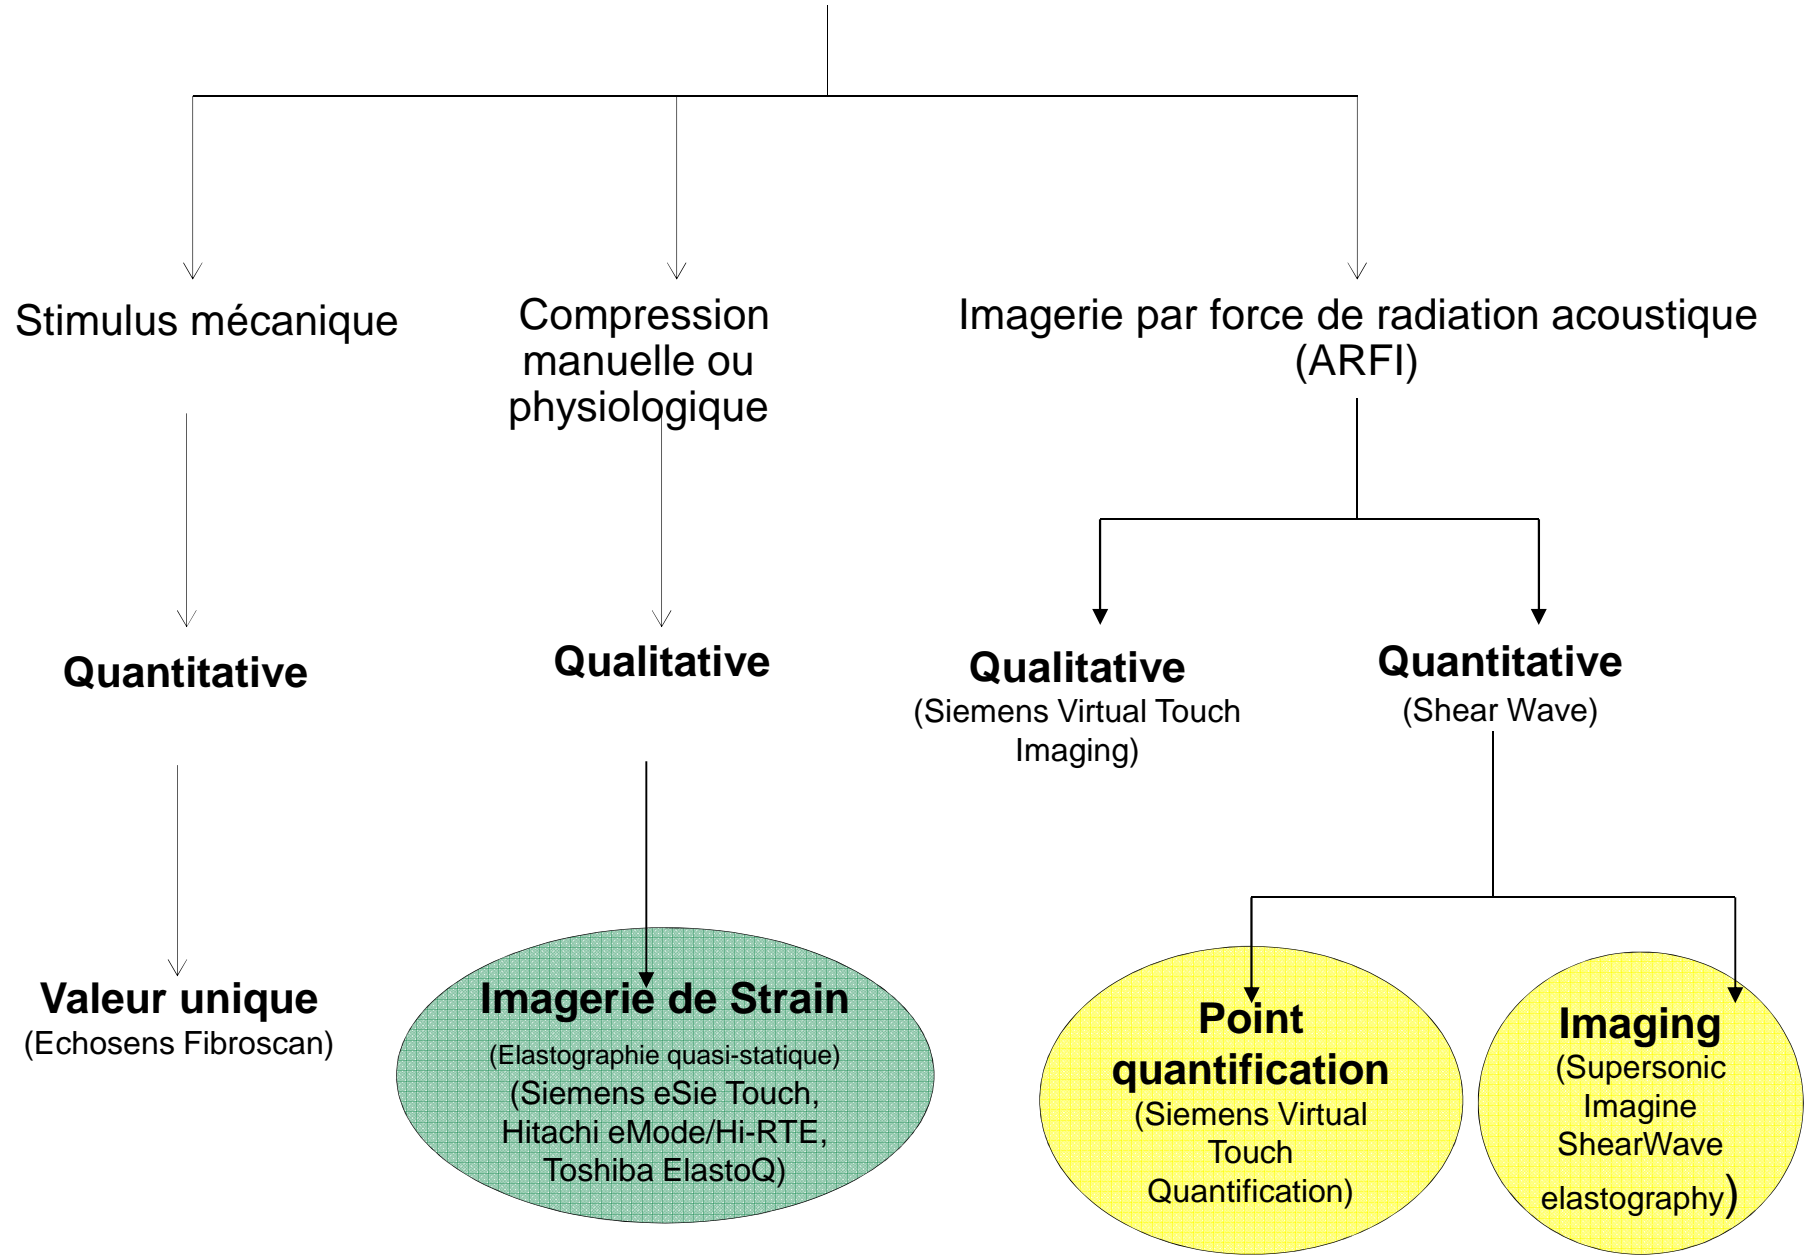 Stimulus mécanique
Compression
manuelle ou
physiologique
Imagerie par force de radiation acoustique
(ARFI)
Quantitative
Qualitative
Qualitative
(Siemens Virtual Touch
Imaging)
Quantitative
(Shear Wave)
Valeur unique
(Echosens Fibroscan)
Imagerie de Strain
(Elastographie quasi-statique)
(Siemens eSie Touch,
Hitachi eMode/Hi-RTE,
Toshiba ElastoQ)
Point
quantification
(Siemens Virtual
Touch
Quantification)
Imaging
(Supersonic
Imagine
ShearWave
elastography)